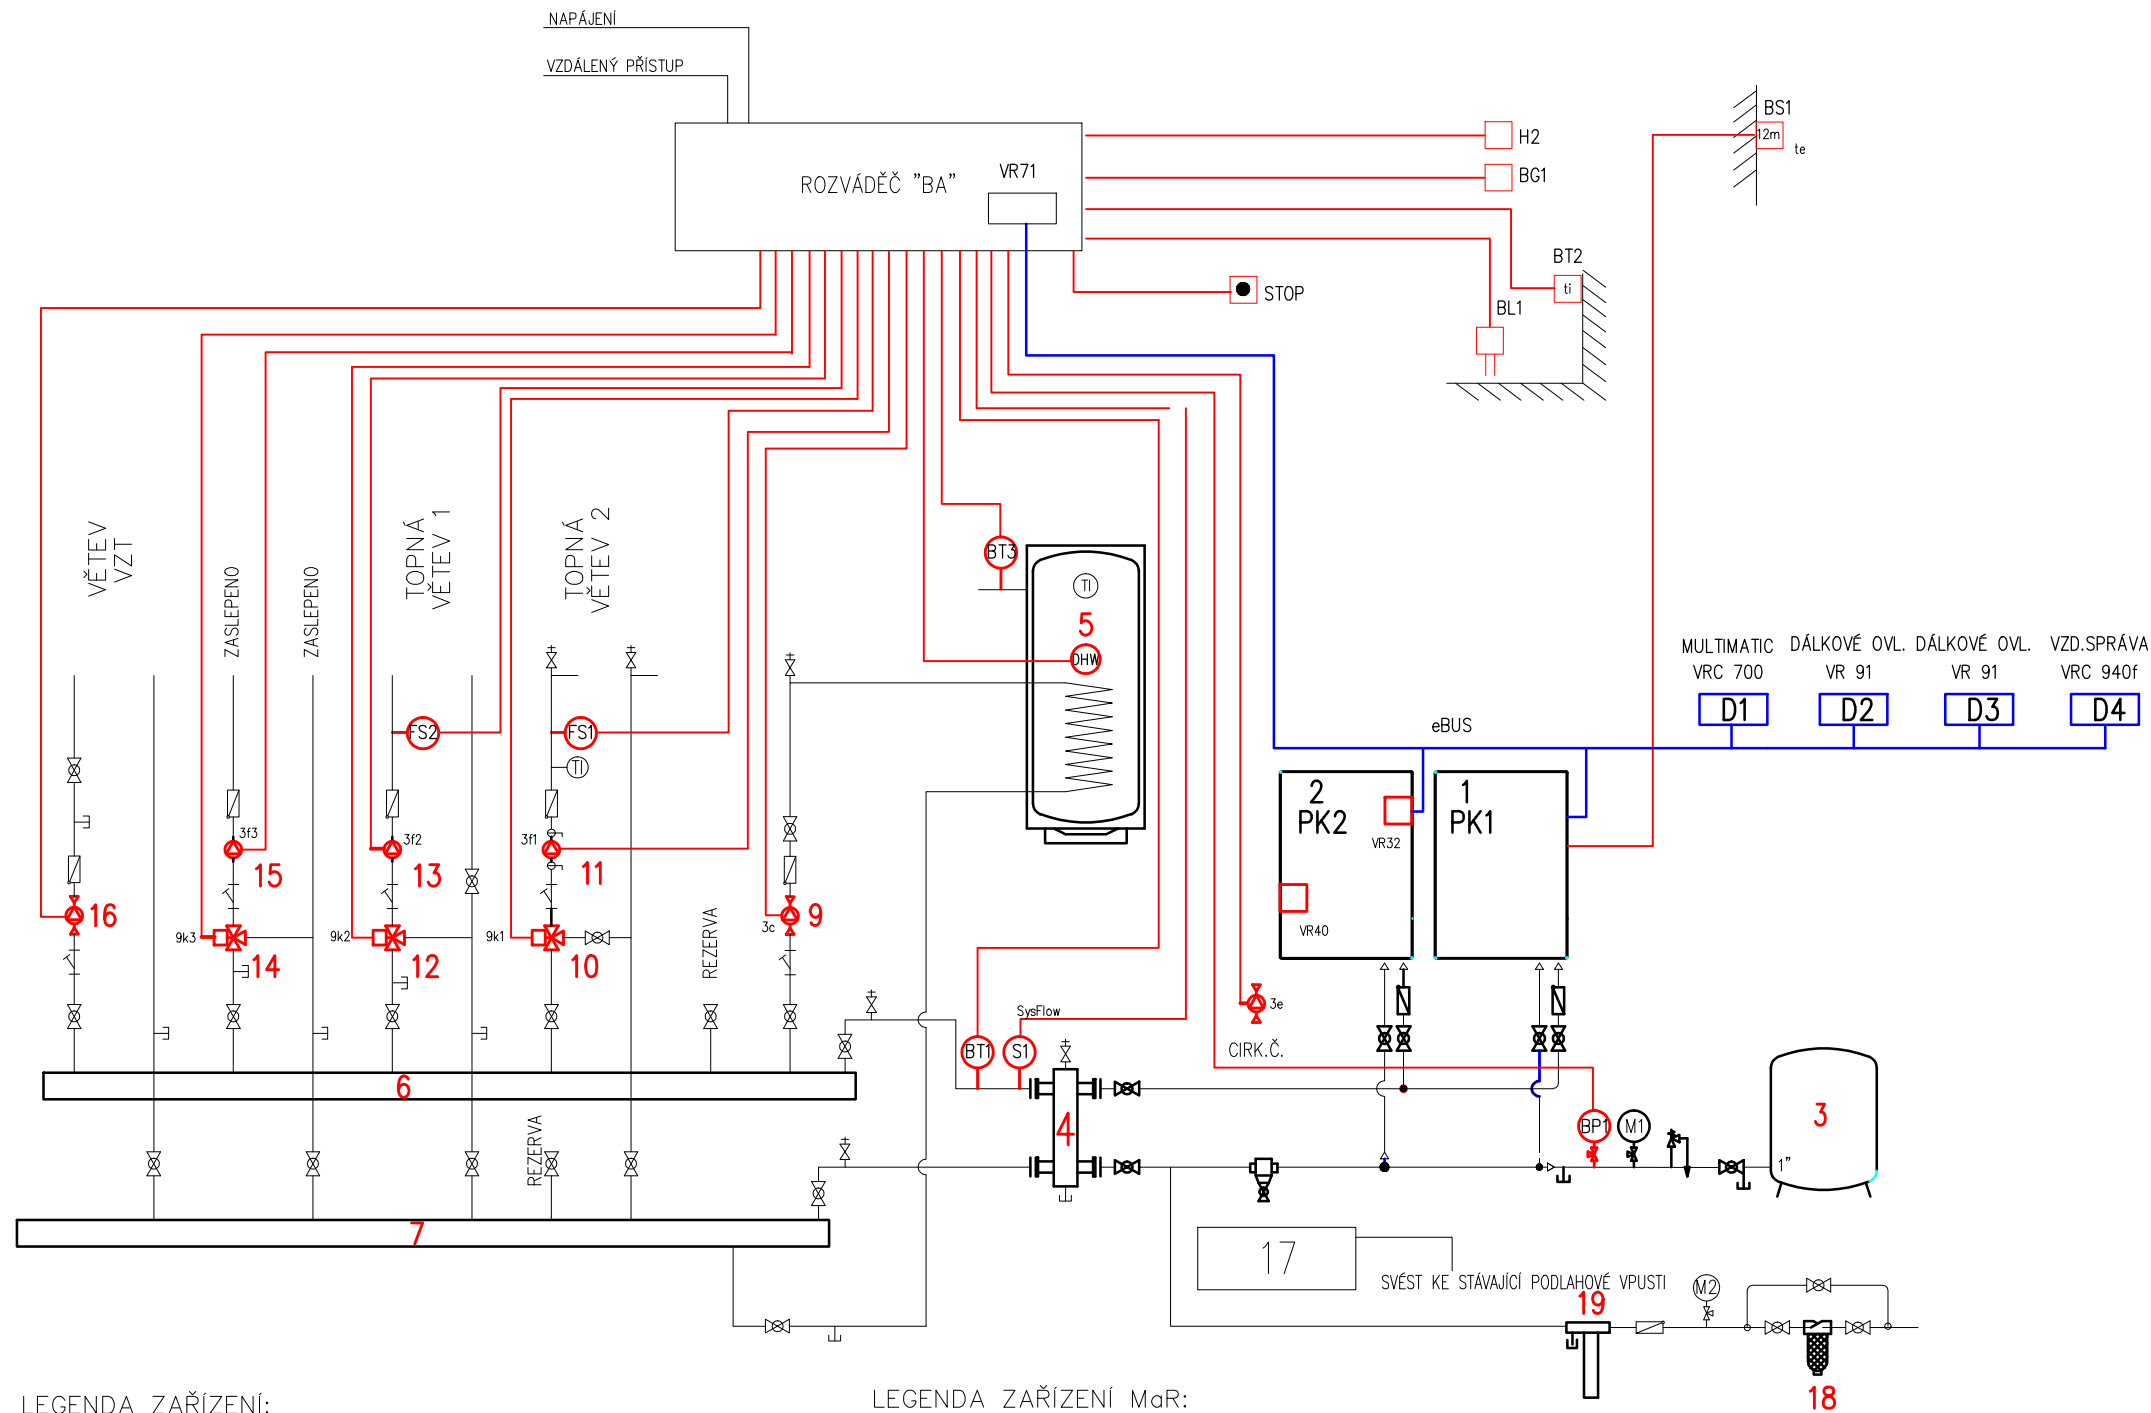 NAPÁJENÍ
VZDÁLENÝ PŘÍSTUP
ROZVÁDĚČ "BA"
VR71
H2
BG1
BS1
12m
te
BT2
ti
BL1
STOP
VĚTEV
VZT
ZASLEPENO
ZASLEPENO
TOPNÁ
VĚTEV 1
TOPNÁ
VĚTEV 2
BT3
TI
5
DHW
FS2
FS1
TI
MULTIMATIC
VRC 700
D1
DÁLKOVÉ OVL.
VR 91
D2
DÁLKOVÉ OVL.
VR 91
D3
VZD.SPRÁVA
VRC 940f
D4
eBUS
2
PK2
VR32
VR40
1
PK1
3f3
15
3f2
13
3f1
11
16
9k3
14
9k2
12
9k1
10
REZERVA
3c
9
SysFlow
BT1
S1
3e
CIRK.Č.
6
4
BP1
M1
3
1"
REZERVA
7
17
SVÉST KE STÁVAJÍCÍ PODLAHOVÉ VPUSTI
19
M2
18
LEGENDA ZAŘÍZENÍ:
LEGENDA ZAŘÍZENÍ MaR: